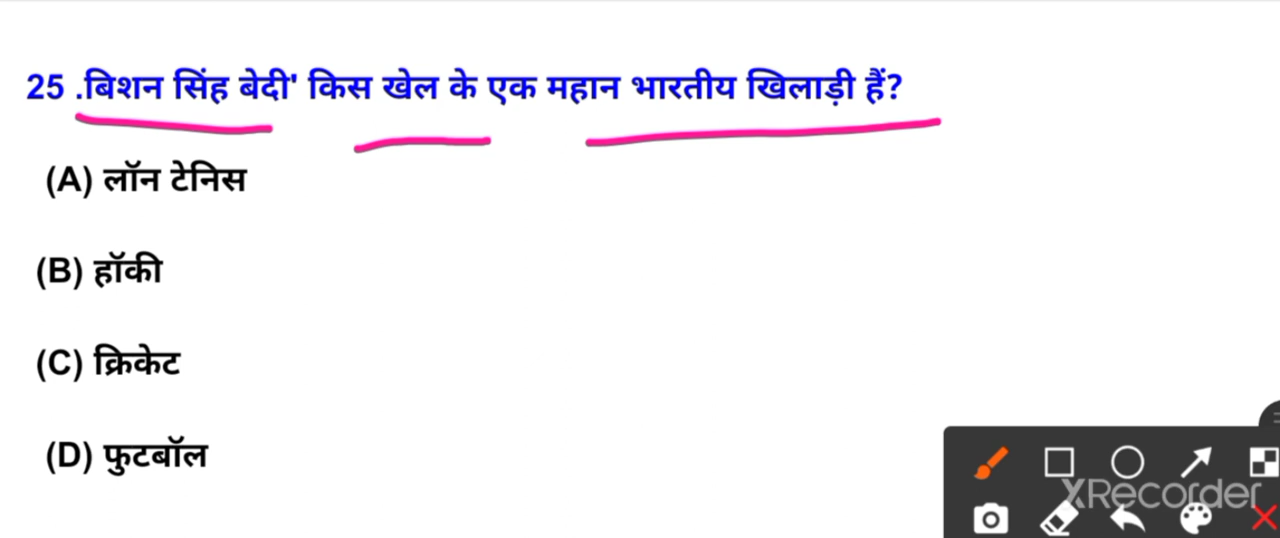 25 .बिशन सिंह बेदी' किस खेल के एक महान भारतीय खिलाड़ी हैं?
(A) लॉन टेनिस
(B) हॉकी
(C) क्रिकेट
(D) फुटबॉल
XRecorder